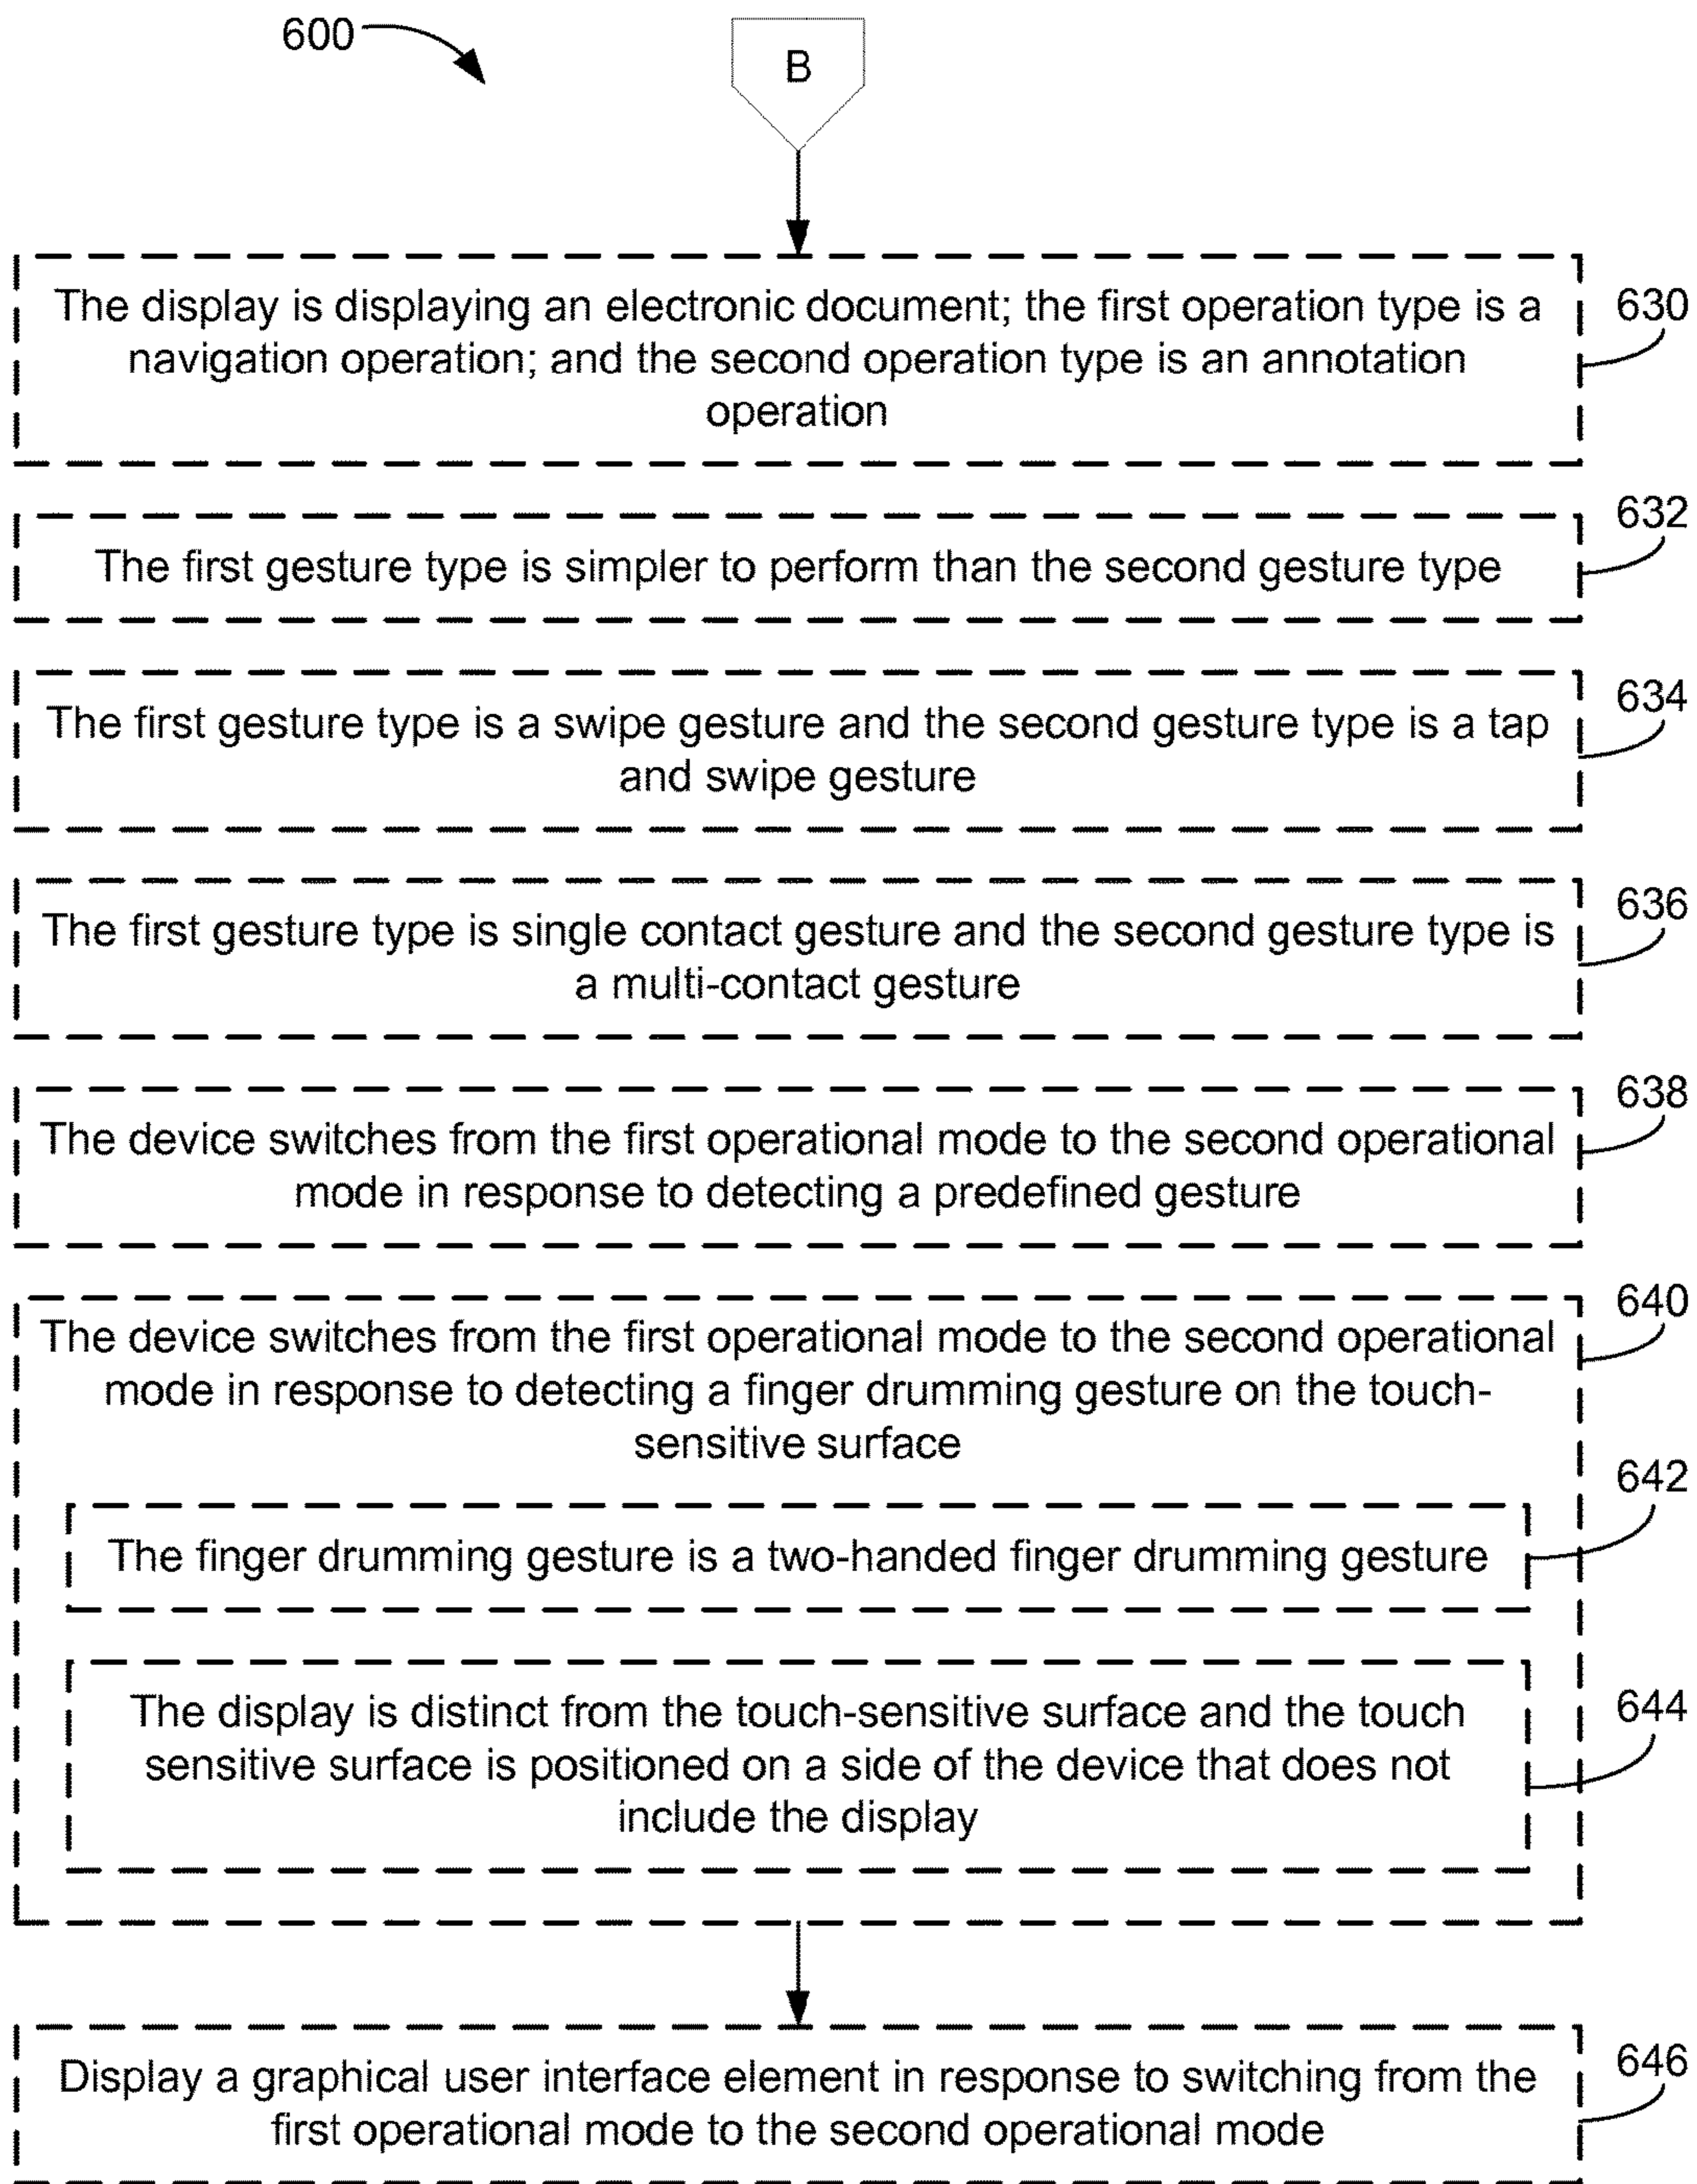 600
B
The display is displaying an electronic document; the first operation type is a
navigation operation; and the second operation type is an annotation
operation
630
The first gesture type is simpler to perform than the second gesture type
632
The first gesture type is a swipe gesture and the second gesture type is a tap
and swipe gesture
634
The first gesture type is single contact gesture and the second gesture type is
a multi-contact gesture
636
The device switches from the first operational mode to the second operational
mode in response to detecting a predefined gesture
638
The device switches from the first operational mode to the second operational
mode in response to detecting a finger drumming gesture on the touch-
sensitive surface
640
The finger drumming gesture is a two-handed finger drumming gesture
642
The display is distinct from the touch-sensitive surface and the touch
sensitive surface is positioned on a side of the device that does not
include the display
644
Display a graphical user interface element in response to switching from the
first operational mode to the second operational mode
646